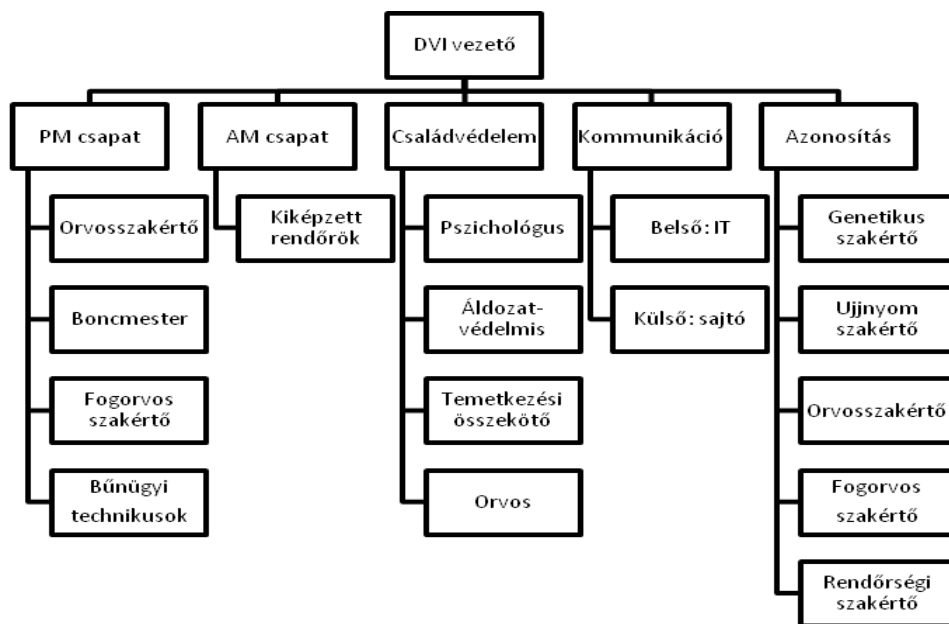 DVI vezető
PM csapat
AM csapat
Családvédelem
Kommunikáció
Azonosítás
Orvosszakértő
Boncmester
Fogorvos
szakértő
Bűnügyi
technikusok
Kiképzett
rendőrök
Pszichológus
Áldozat-
védelmis
Temetkezési
összekötő
Orvos
Belső: IT
Külső: sajtó
Genetikus
szakértő
Ujjnyom
szakértő
Orvosszakértő
Fogorvos
szakértő
Rendőrségi
szakértő